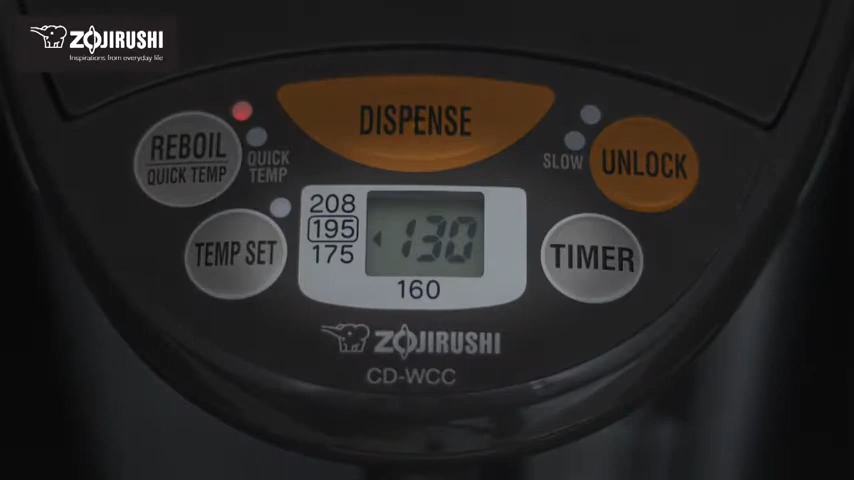 ZOJIRUSHI
Inspirations from everyday life
DISPENSE
REBOIL
QUICK TEMP
QUICK
TEMP
SLOW
UNLOCK
TEMP SET
208
195
175
130
160
TIMER
ZOJIRUSHI
CD-WCC